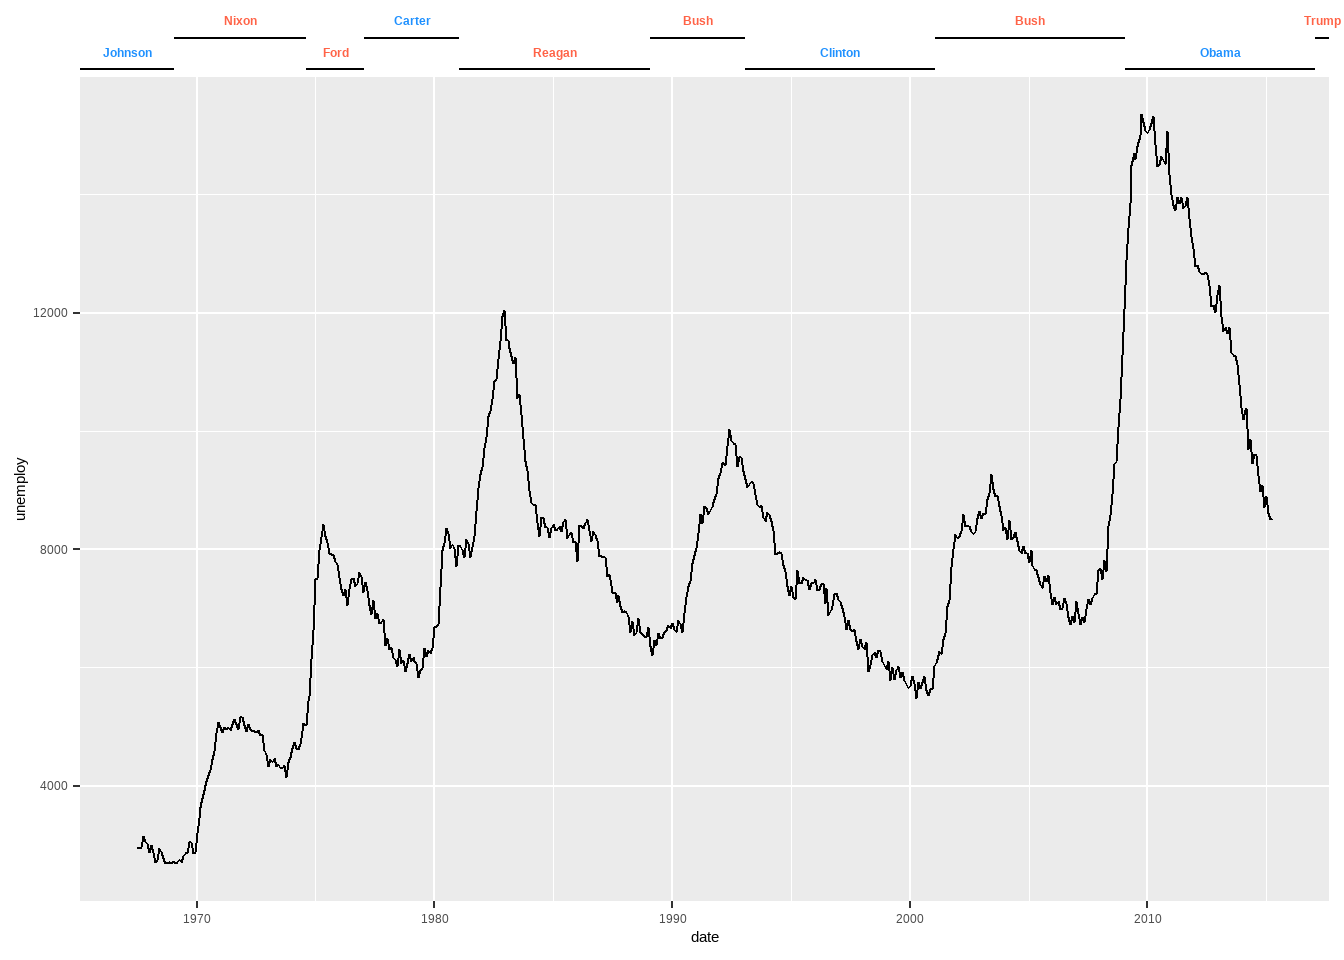 Nixon Carter Bush Bush Trump
Johnson Ford Reagan Clinton Obama
12000
8000
4000
unemploy
1970 1980 1990 2000 2010
date